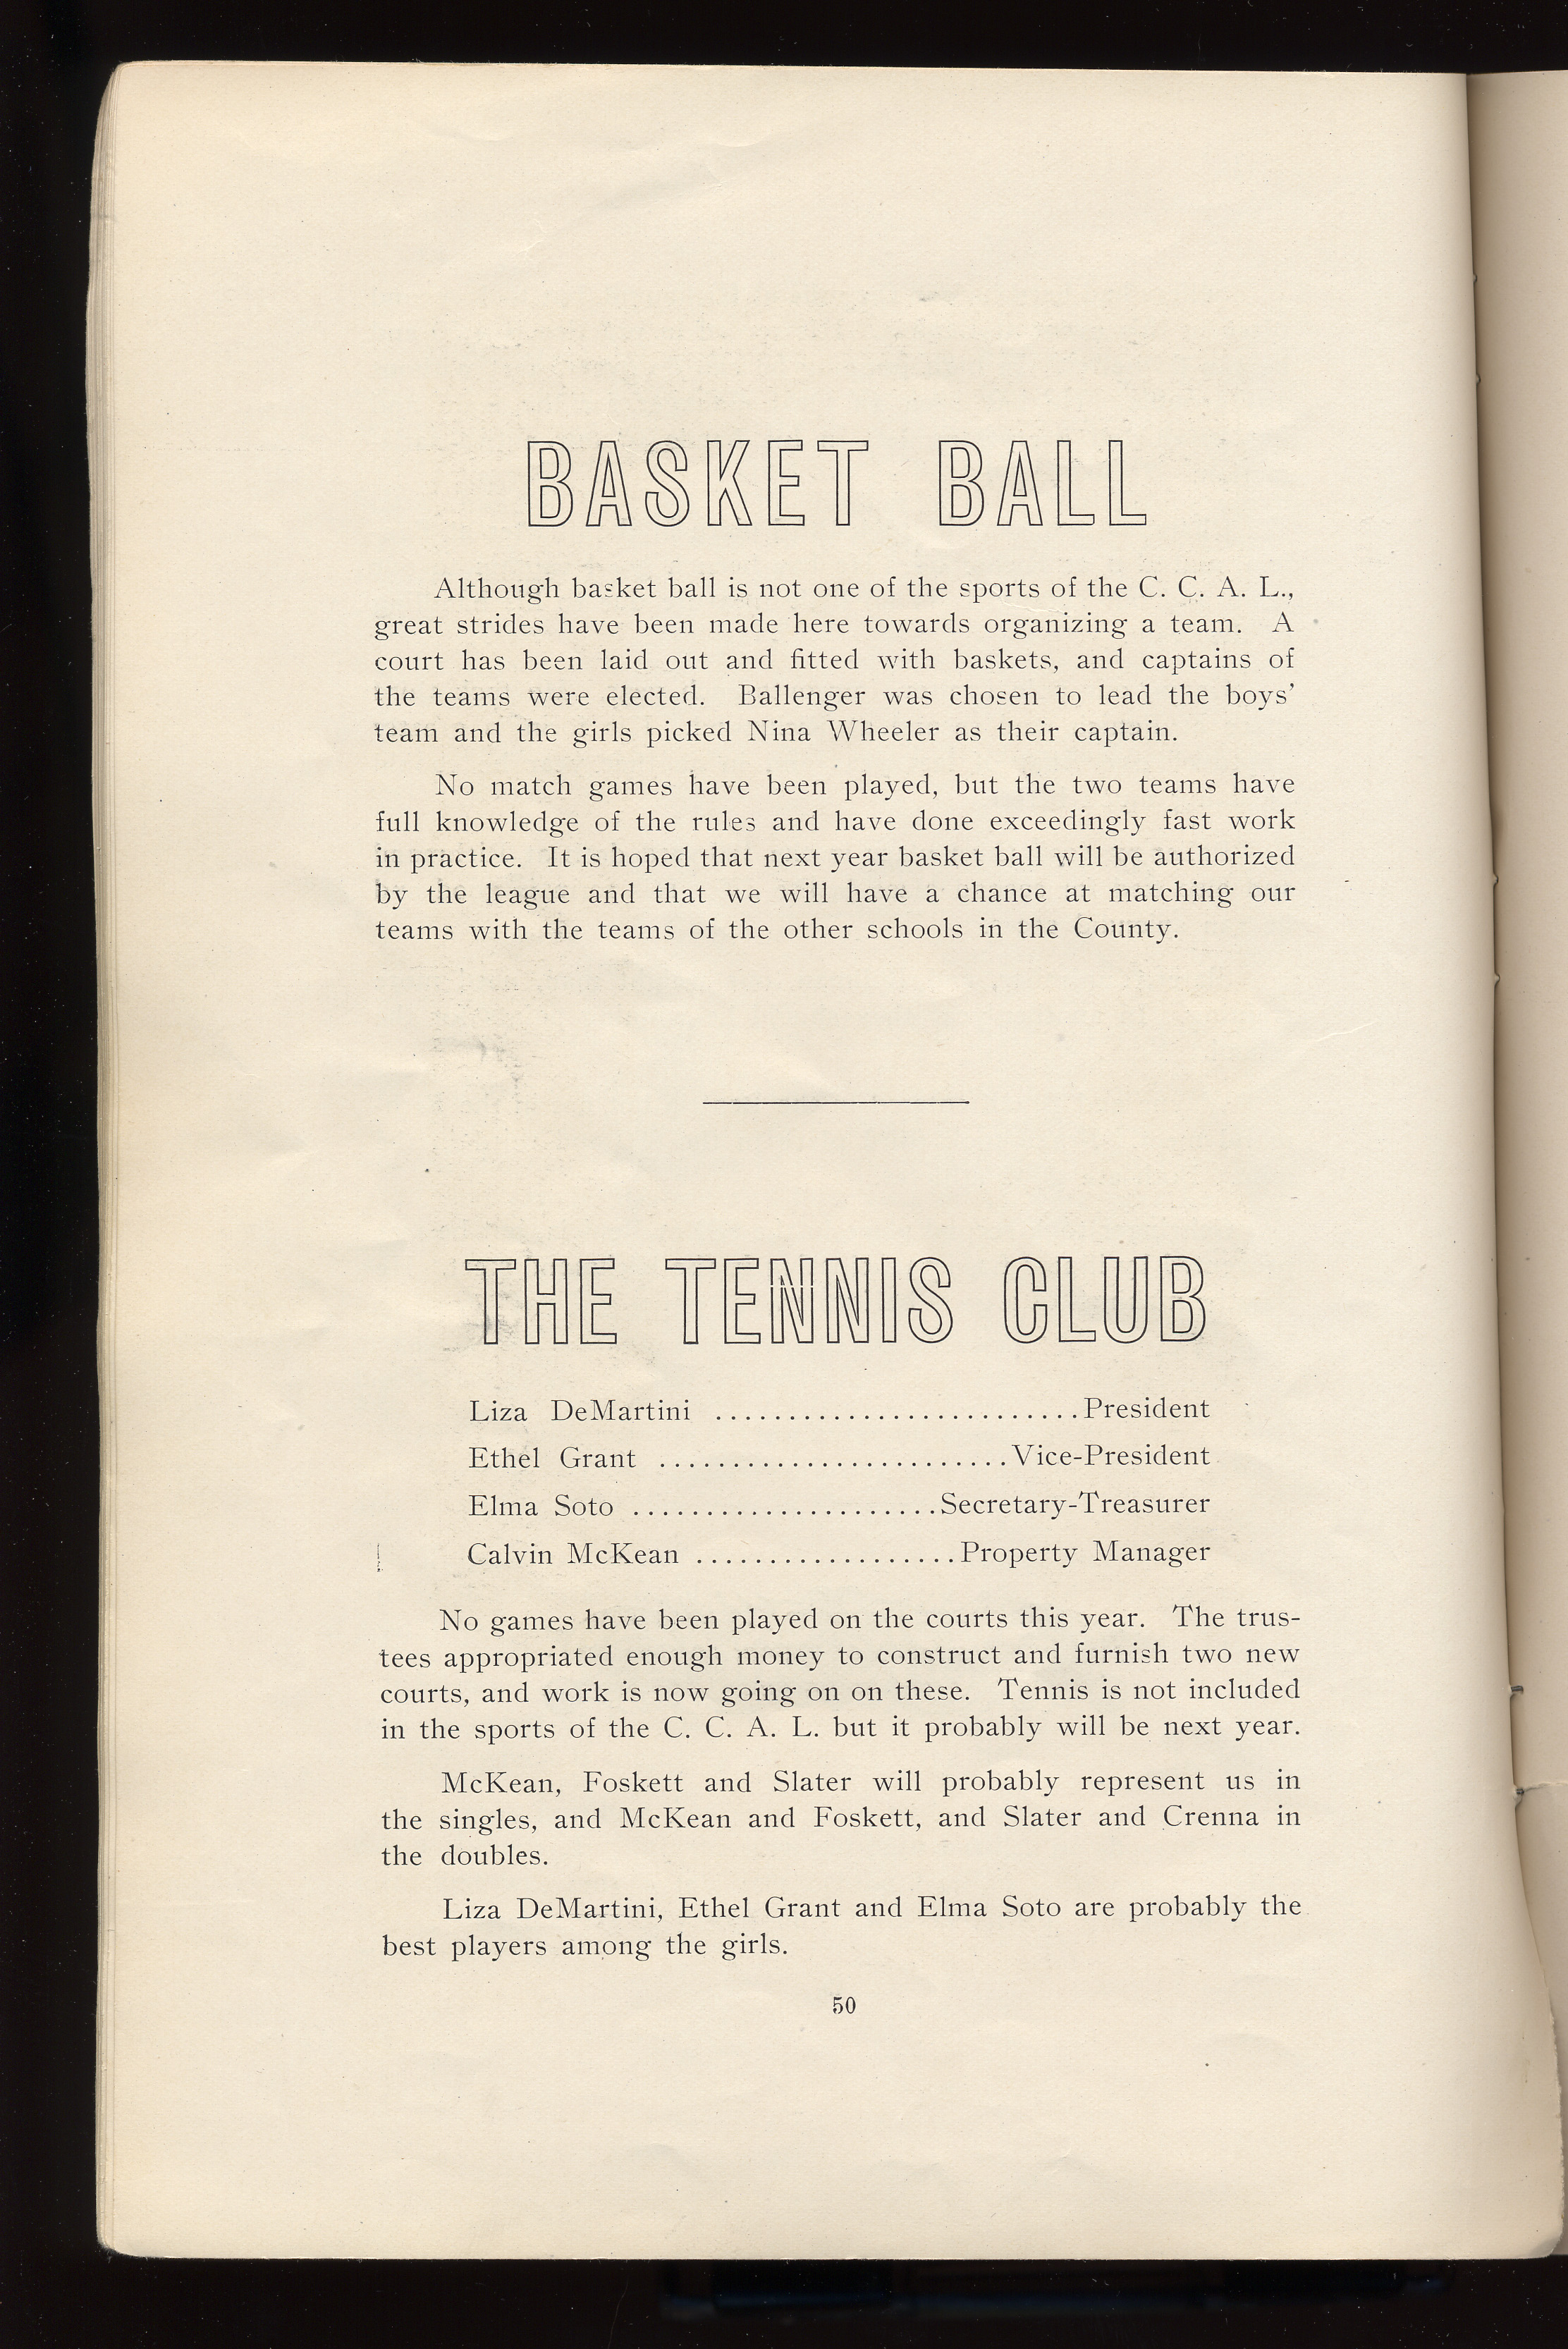 BASKET BALL
Although basket ball is not one of the sports of the C. C. A. L.,
great strides have been made here towards organizing a team. A
court has been laid out and fitted with baskets, and captains of
the teams were elected. Ballenger was chosen to lead the boys'
team and the girls picked Nina Wheeler as their captain.
No match games have been played, but the two teams have
full knowledge of the rules and have done exceedingly fast work
in practice. It is hoped that next year basket ball will be authorized
by the league and that we will have a chance at matching our
teams with the teams of the other schools in the County.
THE TENNIS CLUB
Liza DeMartini .........................President
Ethel Grant ........................Vice-President
Elma Soto .....................Secretary-Treasurer
Calvin McKean ..................Property Manager
No games have been played on the courts this year. The trus-
tees appropriated enough money to construct and furnish two new
courts, and work is now going on on these. Tennis is not included
in the sports of the C. C. A. L. but it probably will be next year.
McKean, Foskett and Slater will probably represent us in
the singles, and McKean and Foskett, and Slater and Crenna in
the doubles.
Liza DeMartini, Ethel Grant and Elma Soto are probably the
best players among the girls.
50